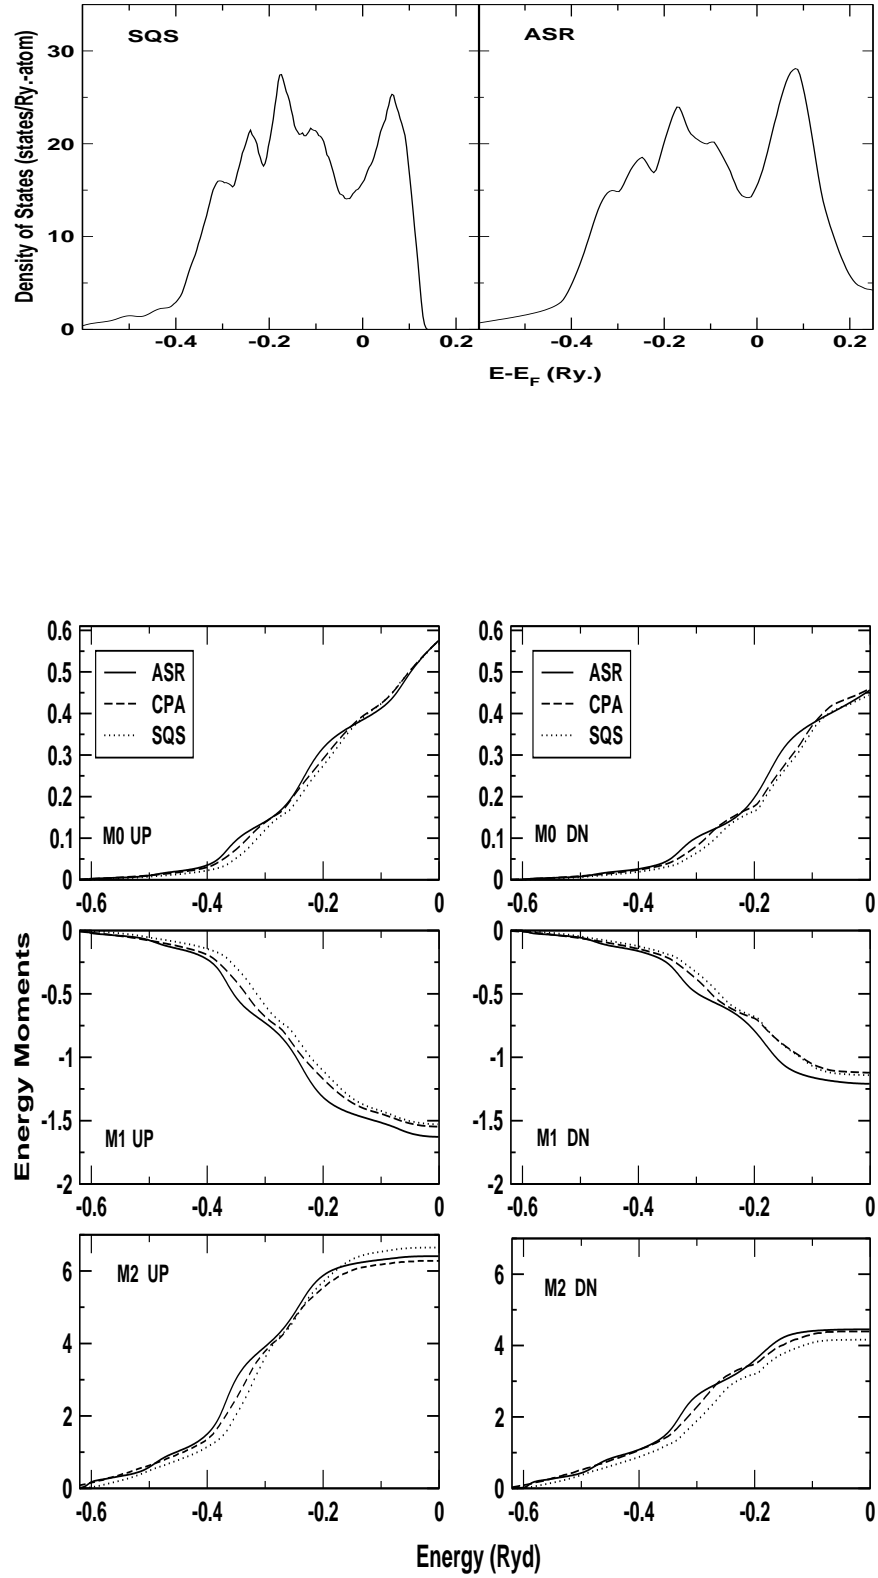 SQS
ASR
30
20
10
0
Density of States (states/Ry.-atom)
-0.4 -0.2 0 0.2 -0.4 -0.2 0 0.2
E-E_F (Ry.)
0.6
0.5
0.4
0.3
0.2
0.1
0
ASR
CPA
SQS
M0 UP
-0.6 -0.4 -0.2 0
0.6
0.5
0.4
0.3
0.2
0.1
0
ASR
CPA
SQS
M0 DN
-0.6 -0.4 -0.2 0
Energy Moments
0
-0.5
-1
-1.5
-2
M1 UP
-0.6 -0.4 -0.2 0
0
-0.5
-1
-1.5
-2
M1 DN
-0.6 -0.4 -0.2 0
6
4
2
0
M2 UP
-0.6 -0.4 -0.2 0
6
4
2
0
M2 DN
-0.6 -0.4 -0.2 0
Energy (Ryd)